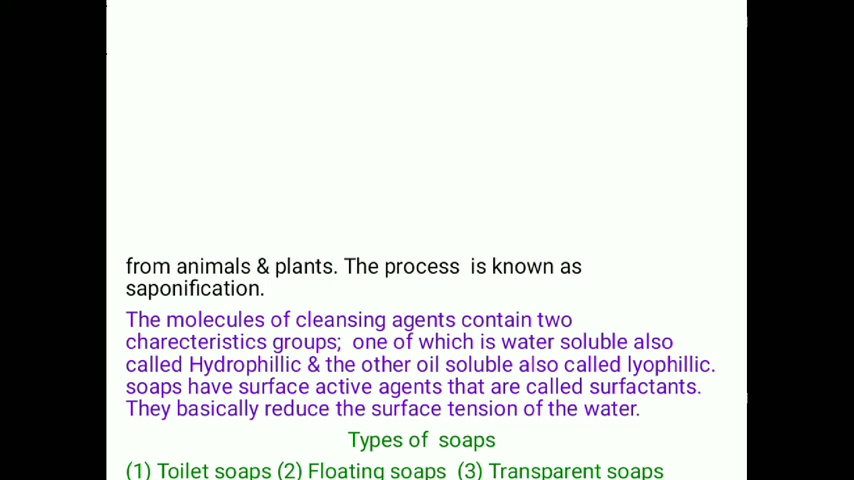 from animals & plants. The process  is known as
saponification.
The molecules of cleansing agents contain two
charecteristics groups;  one of which is water soluble also
called Hydrophillic & the other oil soluble also called lyophillic.
soaps have surface active agents that are called surfactants.
They basically reduce the surface tension of the water.
Types of  soaps
(1) Toilet soaps (2) Floating soaps  (3) Transparent soaps